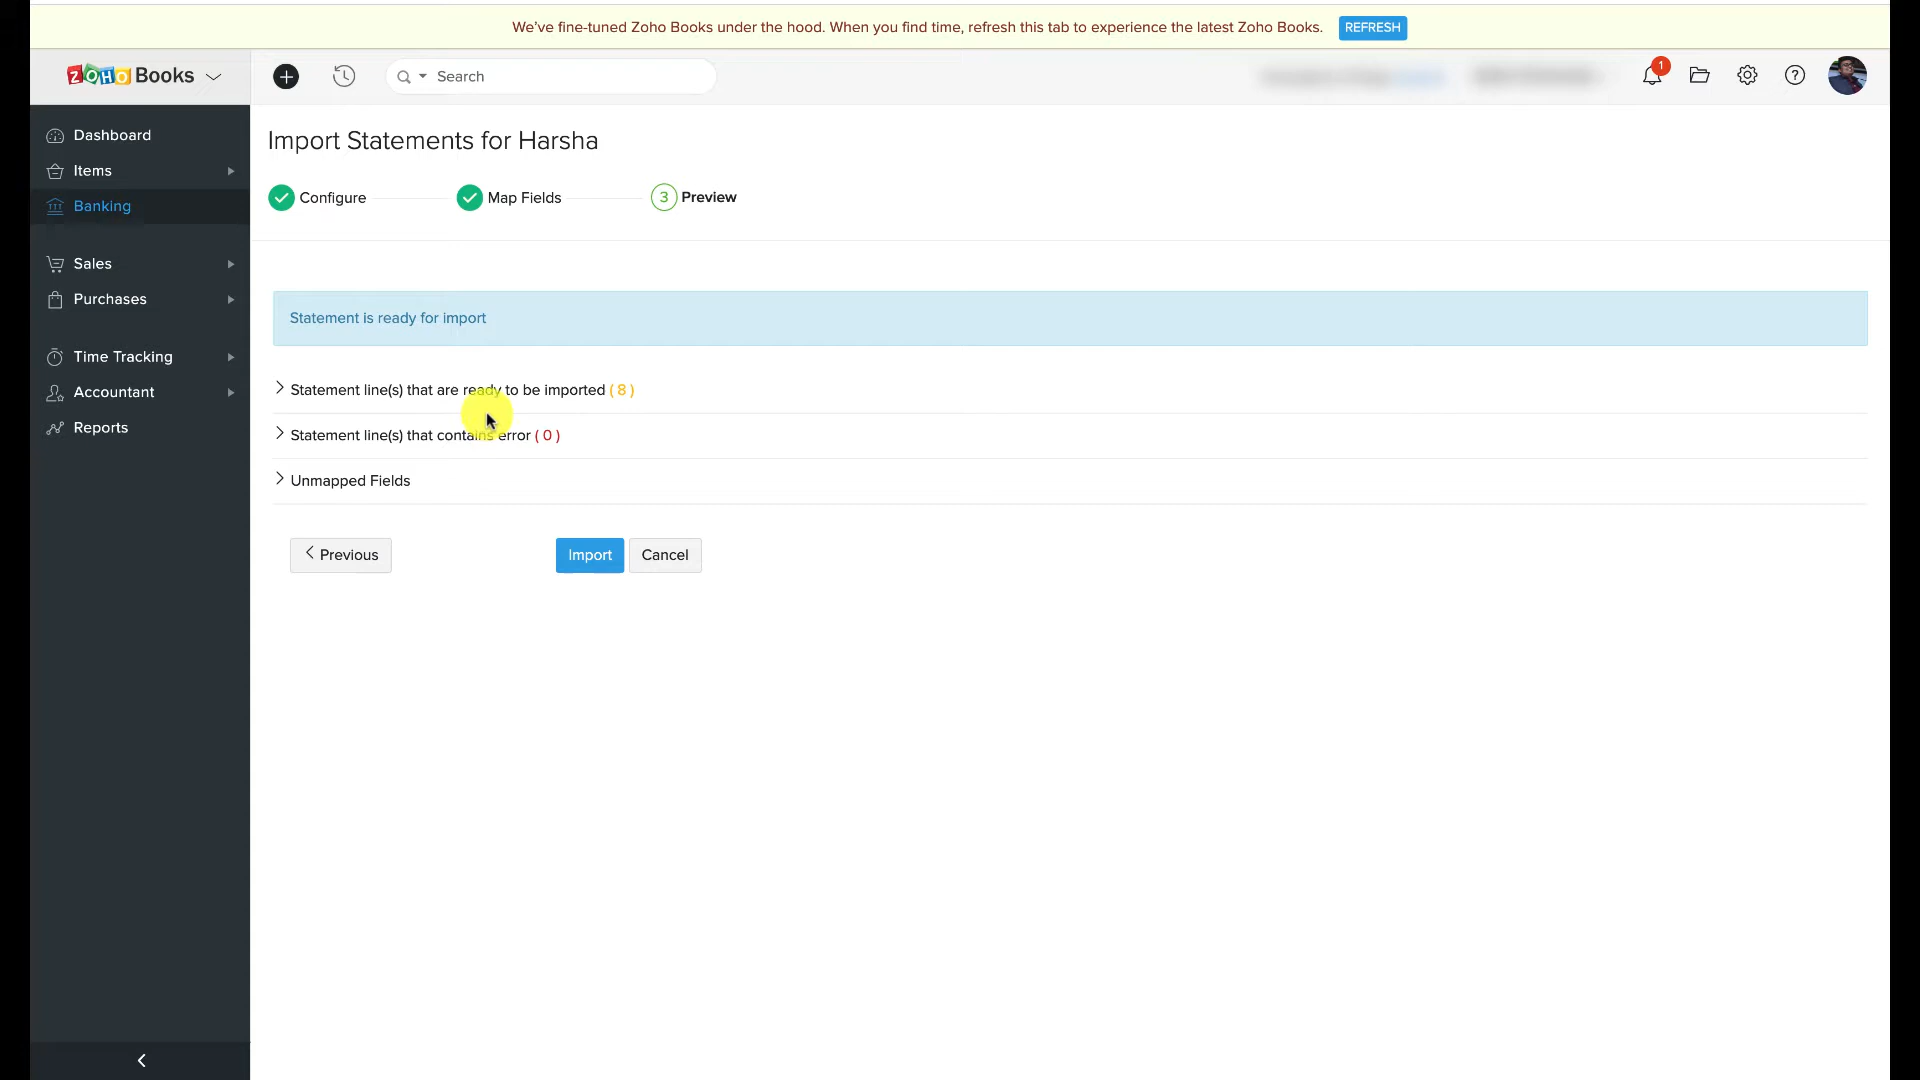 We've fine-tuned Zoho Books under the hood. When you find time, refresh this tab to experience the latest Zoho Books. REFRESH
ZOHO Books
Search
1
Dashboard
Items
Banking
Sales
Purchases
Time Tracking
Accountant
Reports
Import Statements for Harsha
Configure
Map Fields
3 Preview
Statement is ready for import
Statement line(s) that are ready to be imported ( 8 )
Statement line(s) that contains error ( 0 )
Unmapped Fields
Previous
Import
Cancel